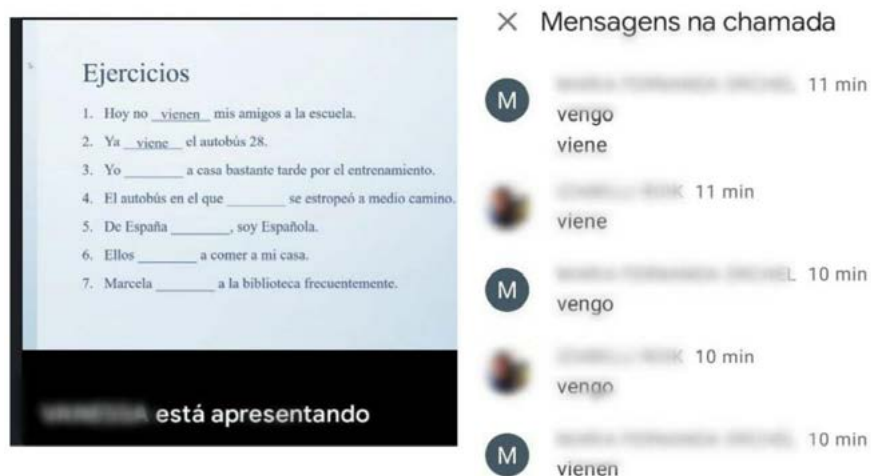 Ejercicios
1. Hoy no __vienen__ mis amigos a la escuela.
2. Ya __viene__ el autobús 28.
3. Yo ________ a casa bastante tarde por el entrenamiento.
4. El autobús en el que ________ se estropeó a medio camino.
5. De España ________, soy Española.
6. Ellos ________ a comer a mi casa.
7. Marcela ________ a la biblioteca frecuentemente.
está apresentando
× Mensagens na chamada
M
11 min
vengo
viene
11 min
viene
M
10 min
vengo
10 min
vengo
M
10 min
vienen